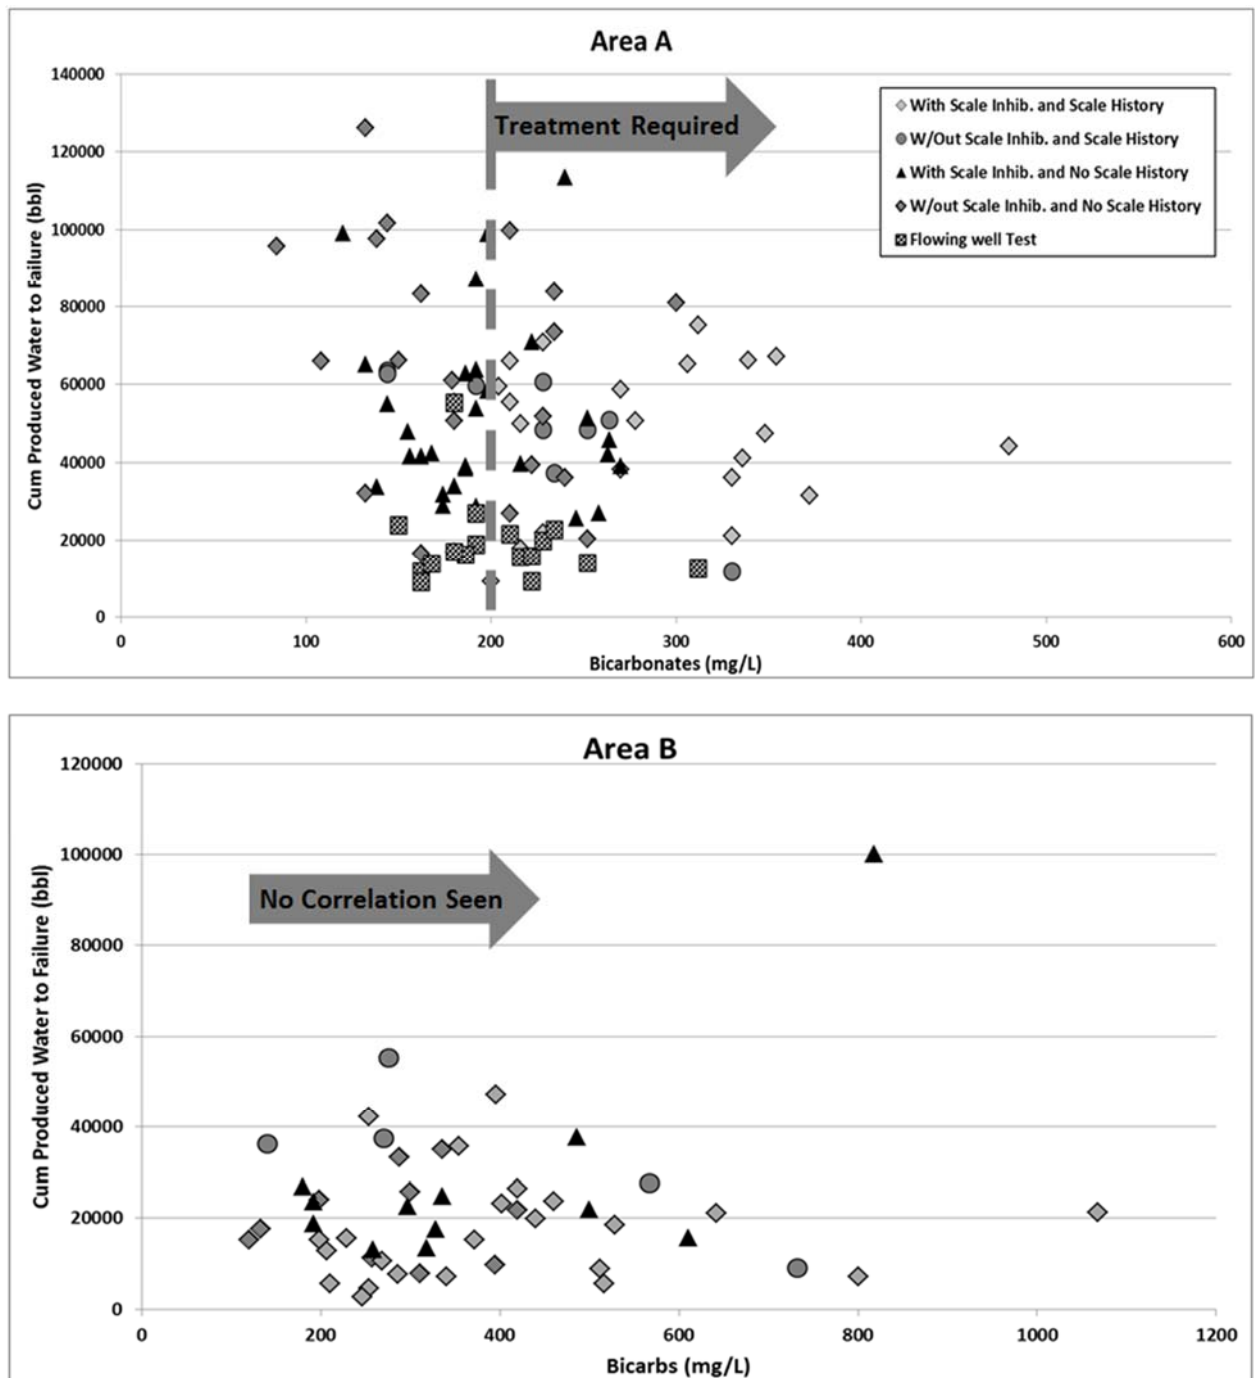 Area A
140000
120000
100000
80000
60000
40000
20000
0
Cum Produced Water to Failure (bbl)
Treatment Required
With Scale Inhib. and Scale History
W/Out Scale Inhib. and Scale History
With Scale Inhib. and No Scale History
W/out Scale Inhib. and No Scale History
Flowing well Test
0 100 200 300 400 500 600
Bicarbonates (mg/L)
Area B
120000
100000
80000
60000
40000
20000
0
Cum Produced Water to Failure (bbl)
No Correlation Seen
0 200 400 600 800 1000 1200
Bicarbs (mg/L)